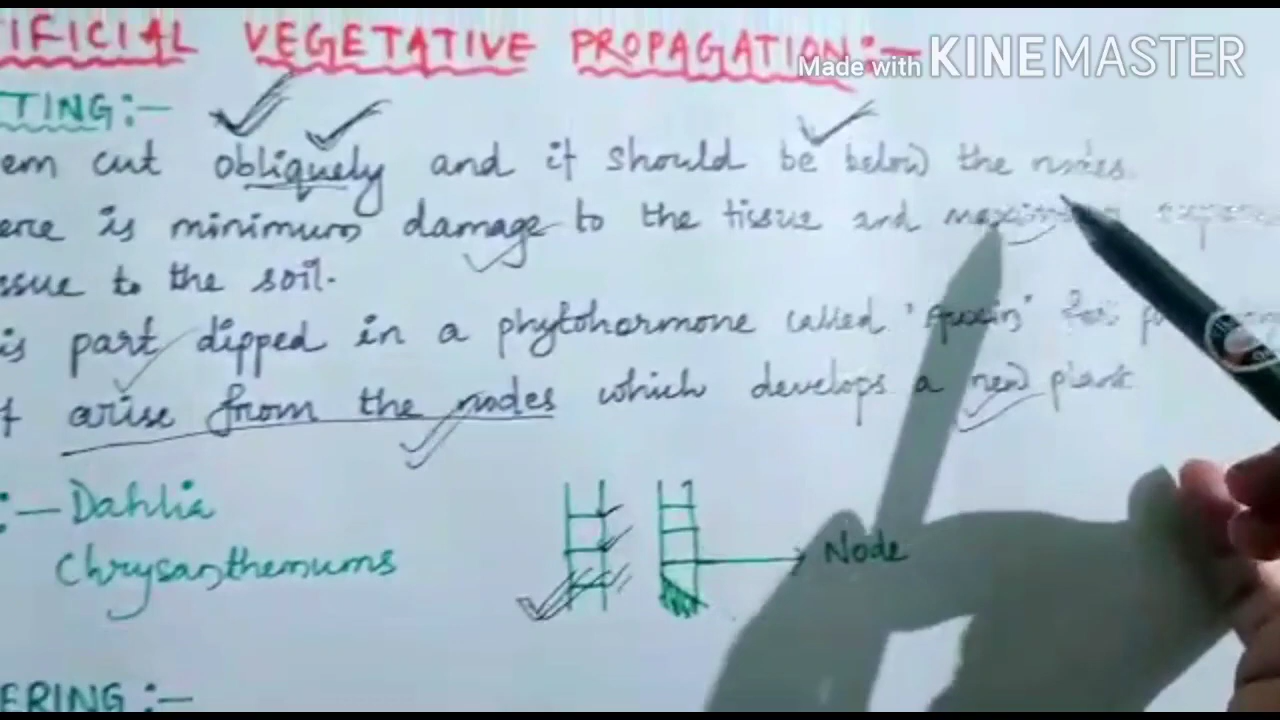 IFICIAL VEGETATIVE PROPAGATION:-
Made with KINEMASTER
TING:-
em cut obliquely and it should be below the nodes.
ere is minimum damage to the tissue and
ssue to the soil.
is part dipped in a phytohormone called "Auxin" for
f arise from the nodes which develops a new plant
:- Dahlia
Chrysanthemums
Node
ERING:-